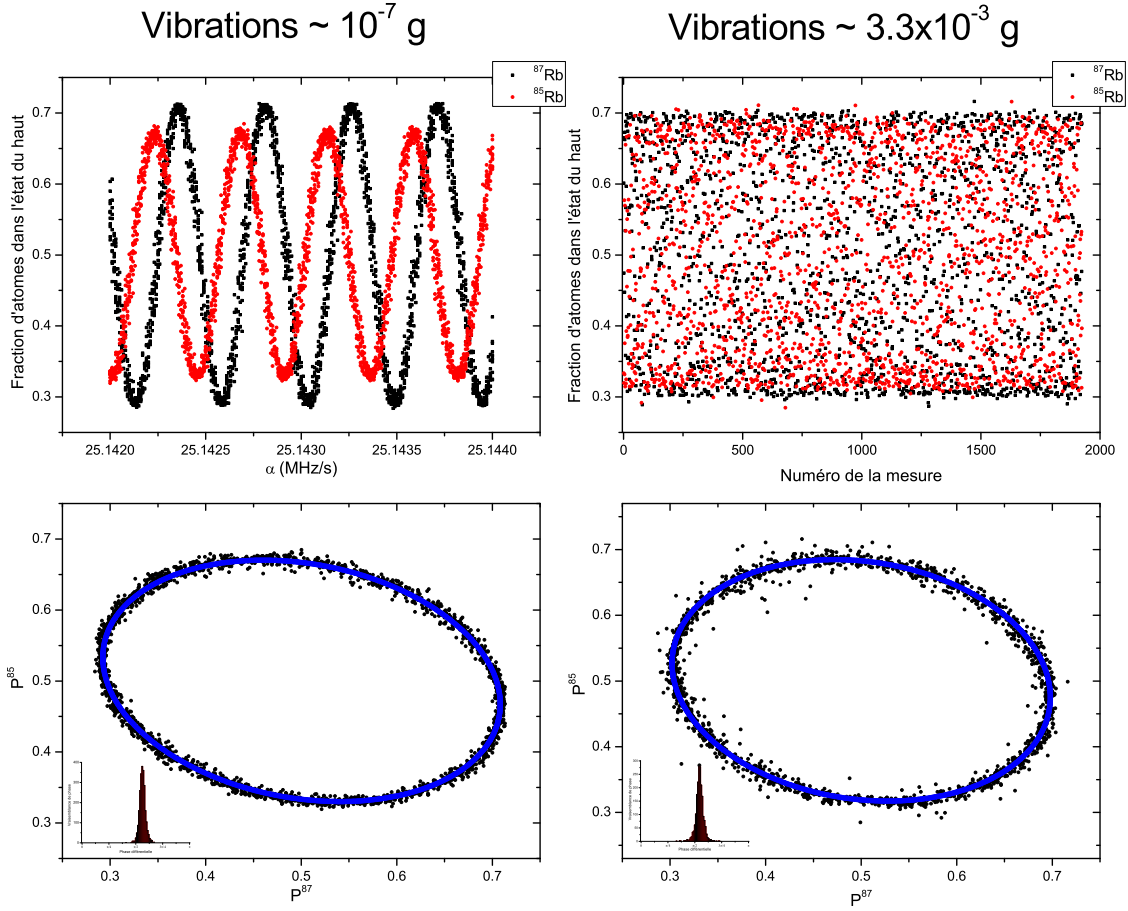 Vibrations ~ 10⁻⁷ g
Vibrations ~ 3.3x10⁻³ g
⁸⁷Rb
⁸⁵Rb
Fraction d'atomes dans l'état du haut
0.7
0.6
0.5
0.4
0.3
25.1420
25.1425
25.1430
25.1435
25.1440
α (MHz/s)
⁸⁷Rb
⁸⁵Rb
Fraction d'atomes dans l'état du haut
0.7
0.6
0.5
0.4
0.3
0
500
1000
1500
2000
Numéro de la mesure
P⁸⁵
0.7
0.6
0.5
0.4
0.3
Phase différentielle
0.3
0.4
0.5
0.6
0.7
P⁸⁷
P⁸⁵
0.7
0.6
0.5
0.4
0.3
Phase différentielle
0.3
0.4
0.5
0.6
0.7
P⁸⁷